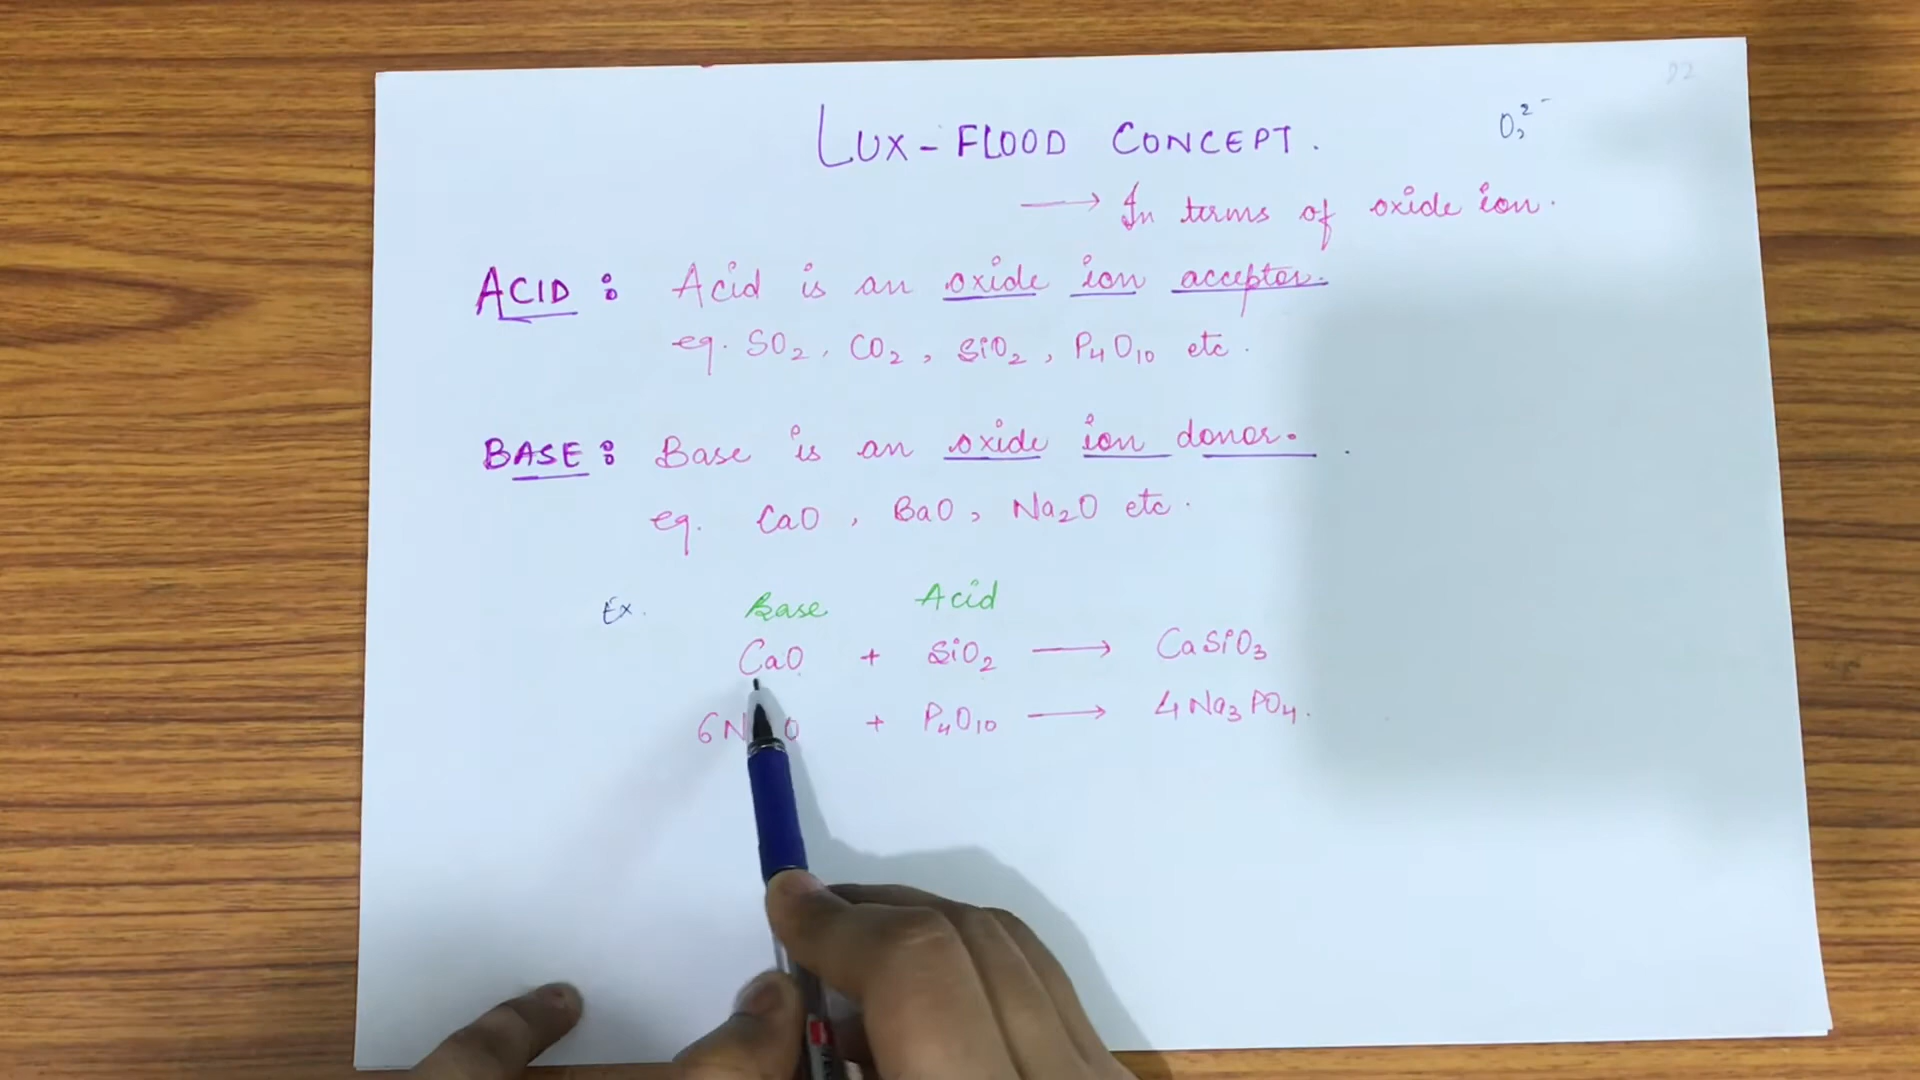 LUX-FLOOD CONCEPT.
O₂²⁻
→ In terms of oxide ion.
ACID : Acid is an oxide ion acceptor.
eg. SO₂, CO₂, SiO₂, P₄O₁₀ etc.
BASE : Base is an oxide ion donor.
eg. CaO, BaO, Na₂O etc.
Ex. Base Acid
CaO + SiO₂ → CaSiO₃
+ P₄O₁₀ → 4 Na₃PO₄.